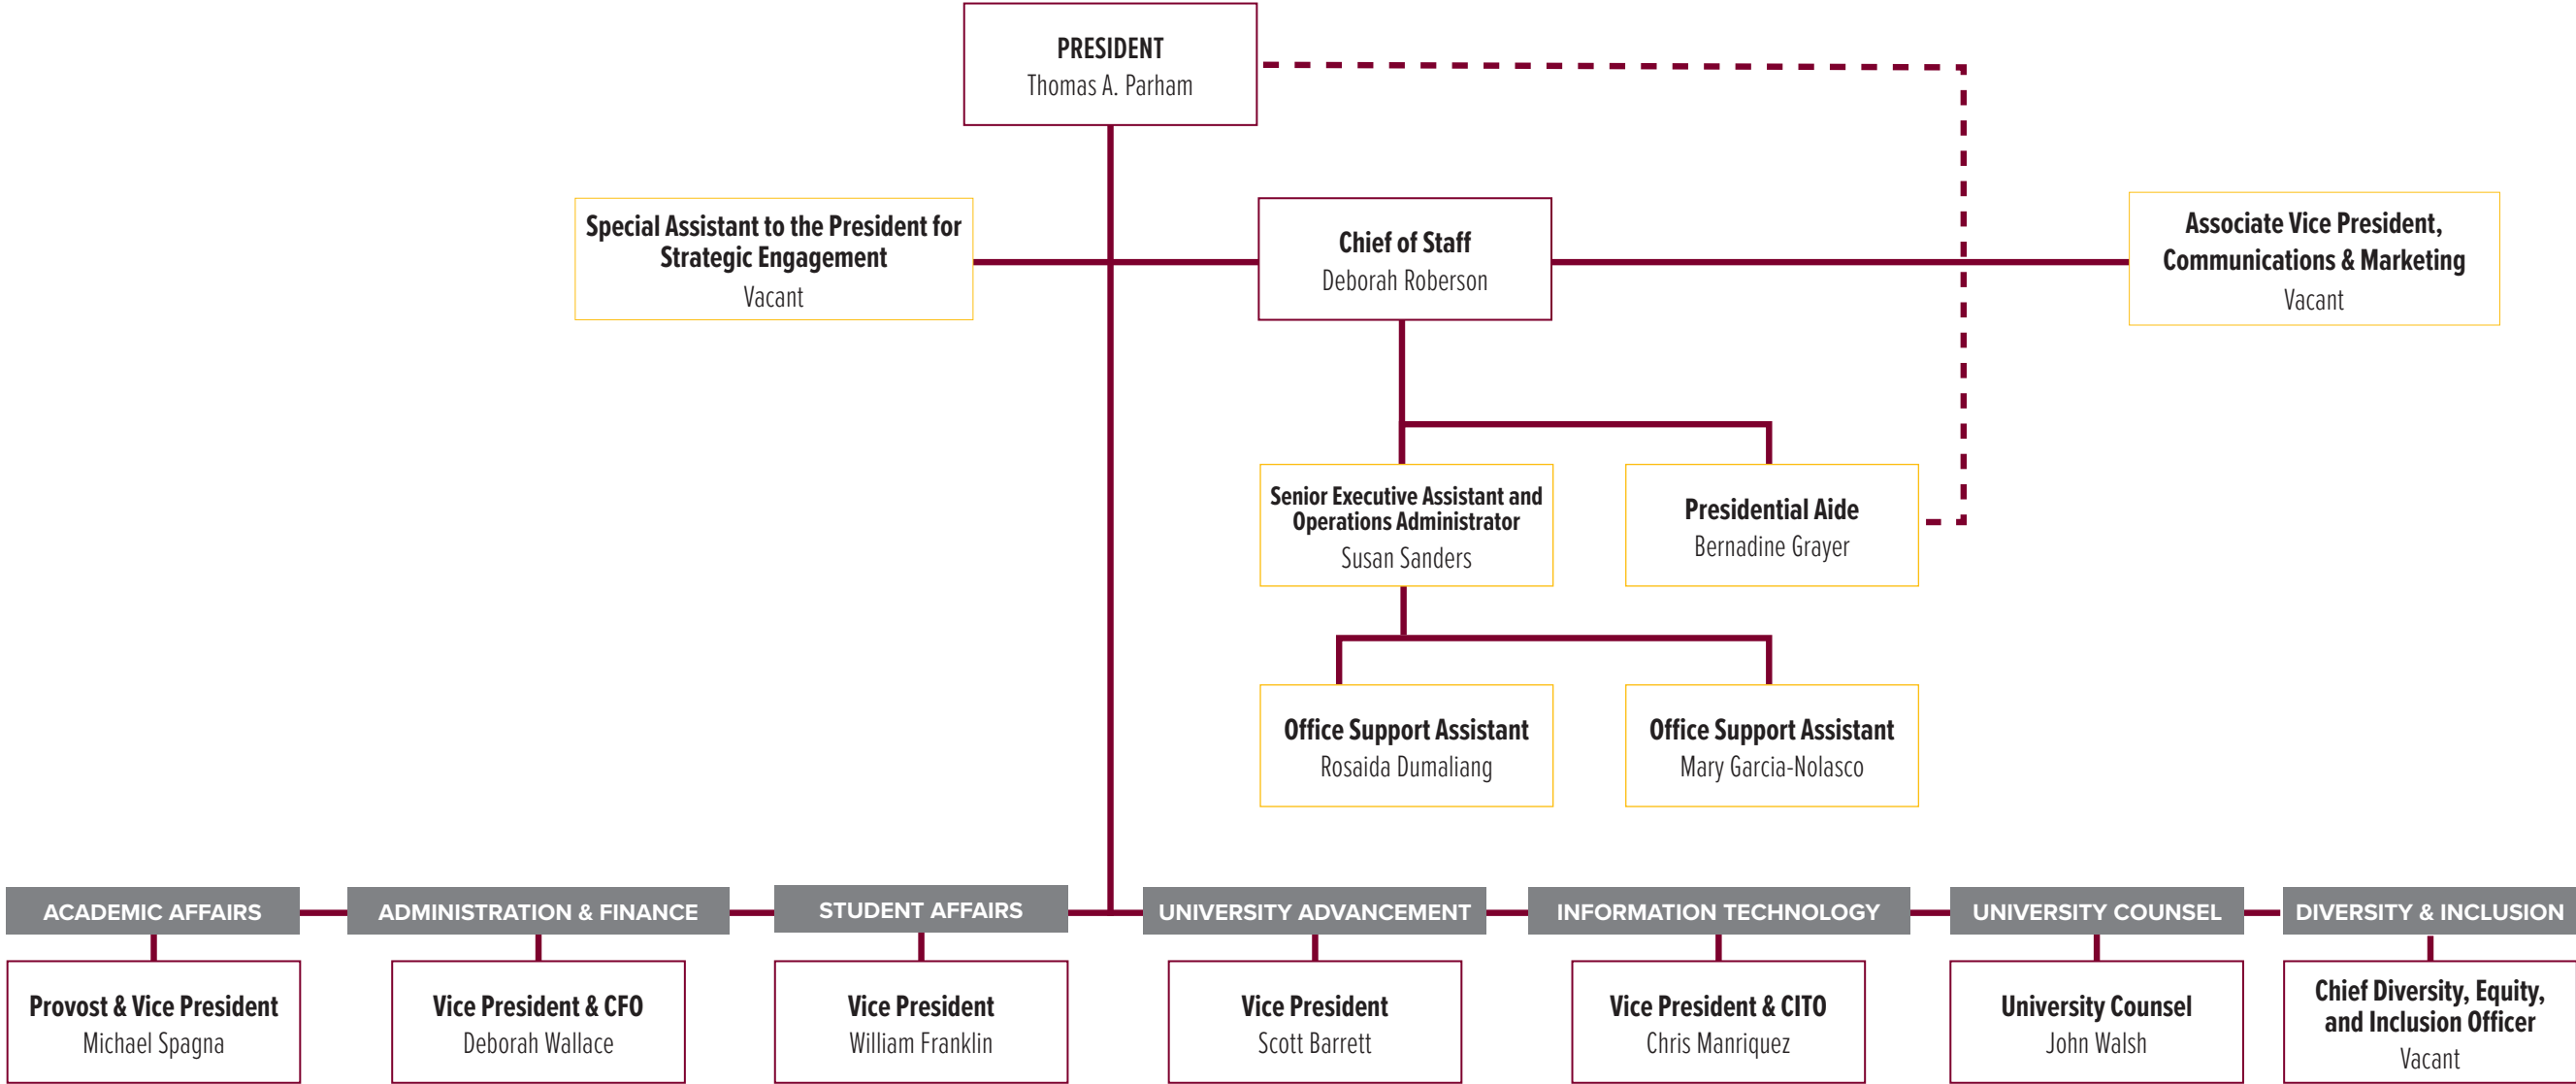 PRESIDENT
Thomas A. Parham
Special Assistant to the President for
Strategic Engagement
Vacant
Chief of Staff
Deborah Roberson
Associate Vice President,
Communications & Marketing
Vacant
Senior Executive Assistant and
Operations Administrator
Susan Sanders
Presidential Aide
Bernadine Grayer
Office Support Assistant
Rosaida Dumaliang
Office Support Assistant
Mary Garcia-Nolasco
ACADEMIC AFFAIRS
ADMINISTRATION & FINANCE
STUDENT AFFAIRS
UNIVERSITY ADVANCEMENT
INFORMATION TECHNOLOGY
UNIVERSITY COUNSEL
DIVERSITY & INCLUSION
Provost & Vice President
Michael Spagna
Vice President & CFO
Deborah Wallace
Vice President
William Franklin
Vice President
Scott Barrett
Vice President & CITO
Chris Manriquez
University Counsel
John Walsh
Chief Diversity, Equity,
and Inclusion Officer
Vacant